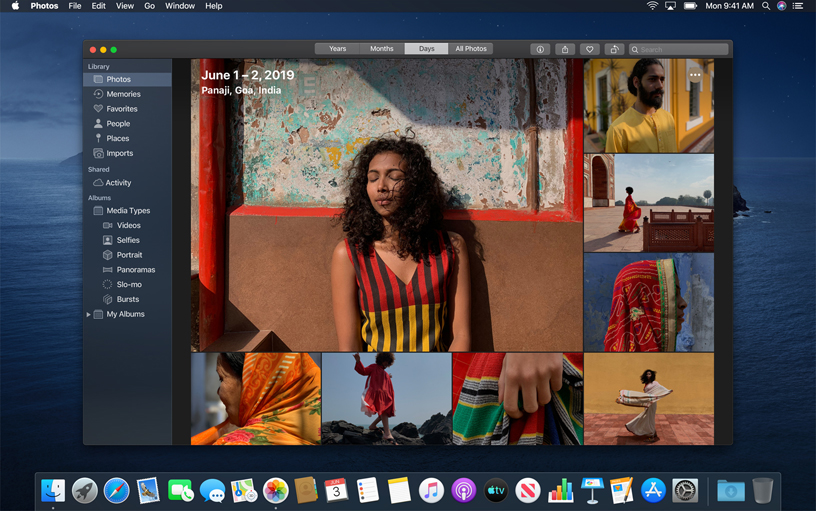 Photos File Edit View Go Window Help Mon 9:41 AM
Years Months Days All Photos Search
Library
Photos
Memories
Favorites
People
Places
Imports
Shared
Activity
Albums
Media Types
Videos
Selfies
Portrait
Panoramas
Slo-mo
Bursts
My Albums
June 1 – 2, 2019
Panaji, Goa, India
JUN
3
tv